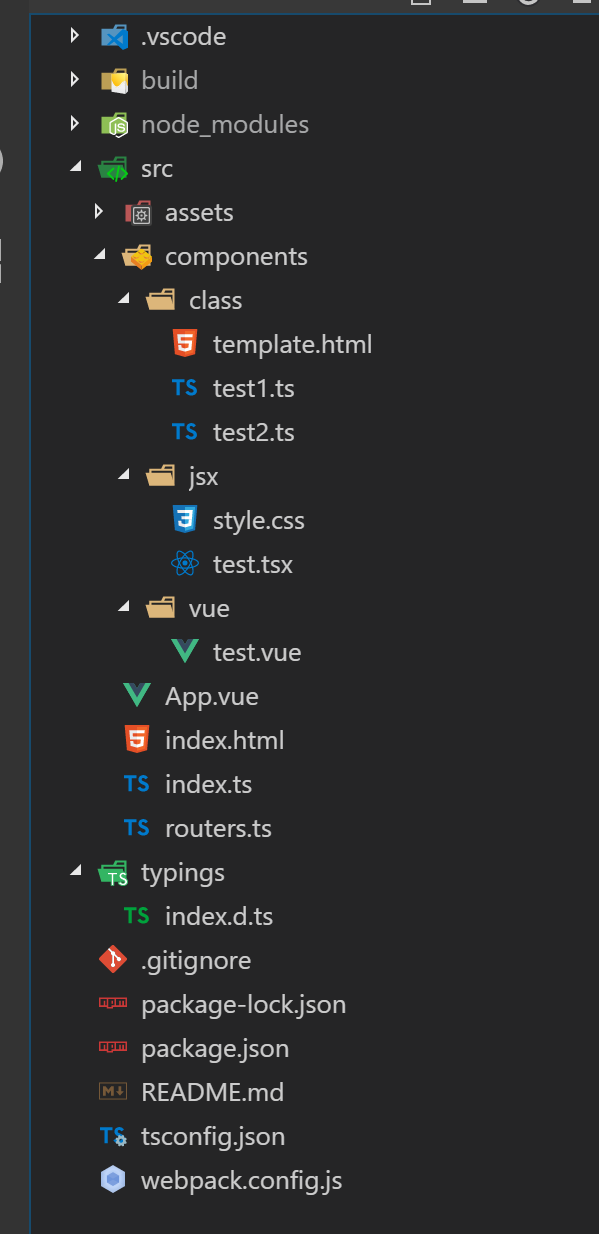 .vscode
build
node_modules
src
assets
components
class
template.html
TS test1.ts
TS test2.ts
jsx
style.css
test.tsx
vue
test.vue
App.vue
index.html
TS index.ts
TS routers.ts
TS typings
TS index.d.ts
.gitignore
package-lock.json
package.json
README.md
TS tsconfig.json
webpack.config.js